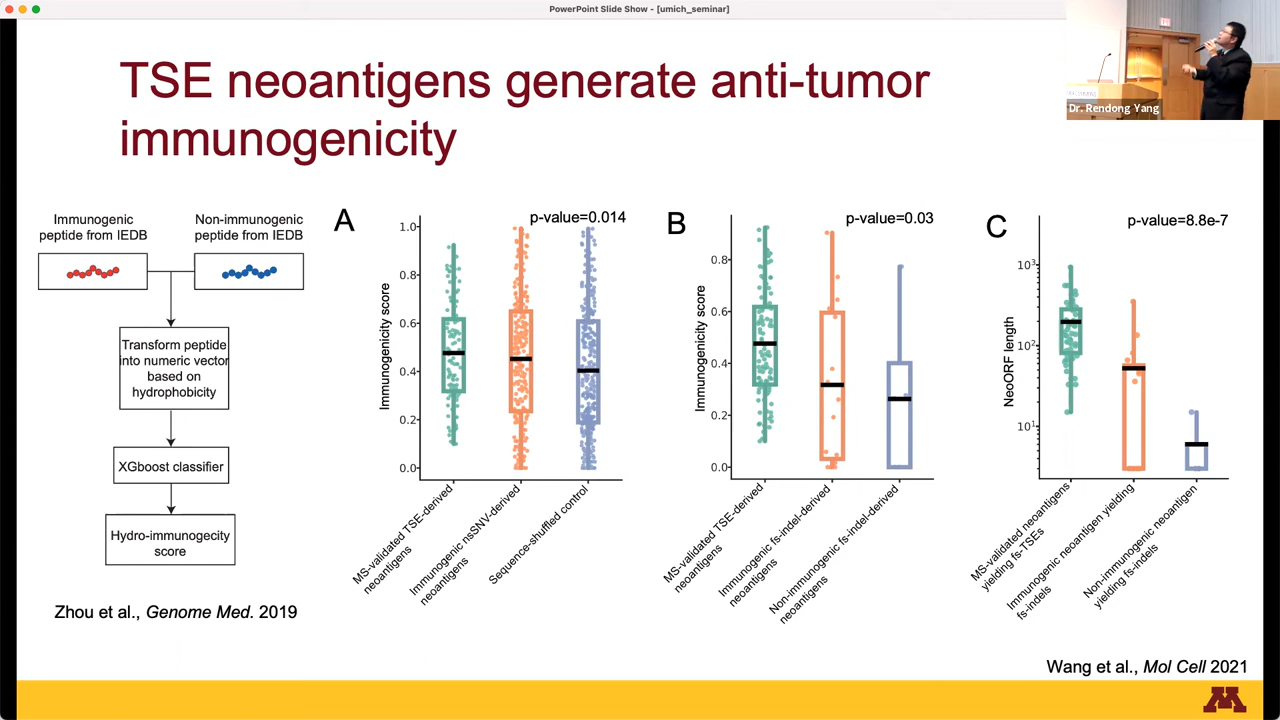 PowerPoint Slide Show - [umich_seminar]
Dr. Rendong Yang
TSE neoantigens generate anti-tumor
immunogenicity
Immunogenic
peptide from IEDB
Non-immunogenic
peptide from IEDB
Transform peptide
into numeric vector
based on
hydrophobicity
XGboost classifier
Hydro-immunogecity
score
Zhou et al., Genome Med. 2019
A
p-value=0.014
Immunogenicity score
1.0
0.8
0.6
0.4
0.2
0.0
MS-validated TSE-derived
neoantigens
Immunogenic nsSNV-derived
neoantigens
Sequence-shuffled control
B
p-value=0.03
Immunogenicity score
0.8
0.6
0.4
0.2
0.0
MS-validated TSE-derived
neoantigens
Immunogenic fs-indel-derived
neoantigens
Non-immunogenic fs-indel-derived
neoantigens
C
p-value=8.8e-7
NeoORF length
10³
10²
10¹
MS-validated neoantigens
yielding fs-TSEs
Immunogenic neoantigen yielding
fs-indels
Non-immunogenic neoantigen
yielding fs-indels
Wang et al., Mol Cell 2021
M